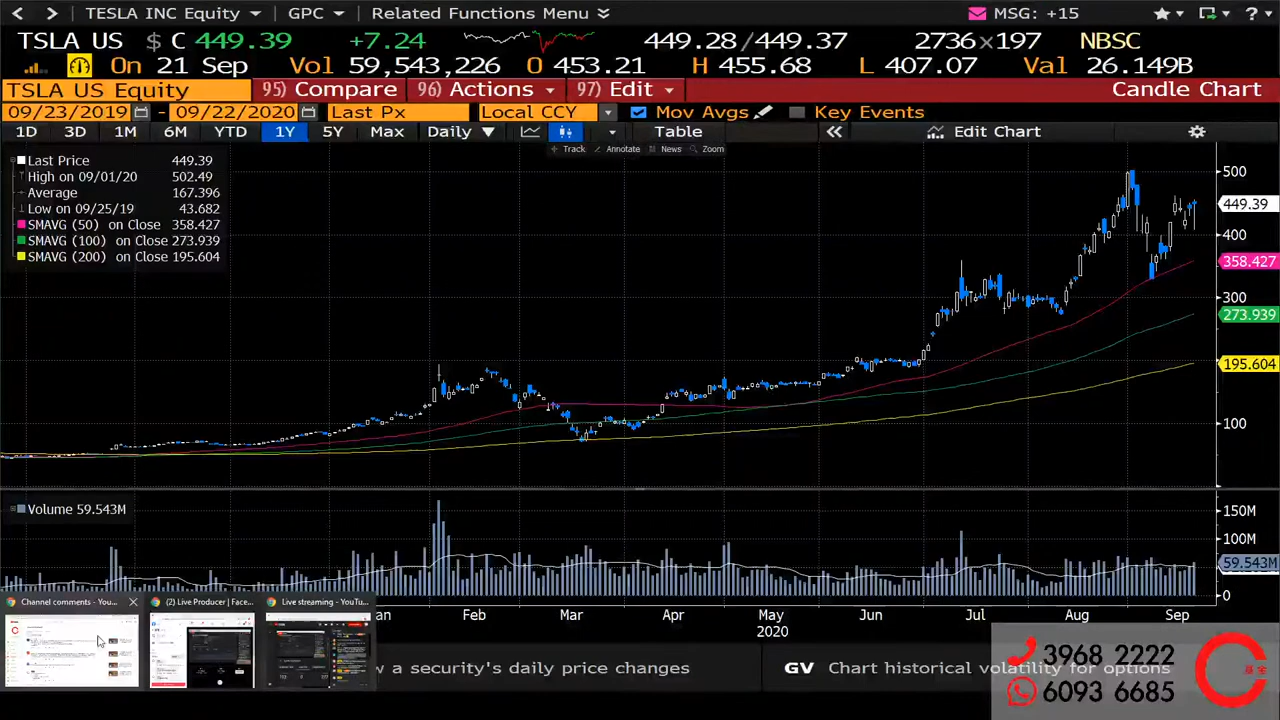 TESLA INC Equity GPC Related Functions Menu MSG: +15
TSLA US $ C 449.39 +7.24 449.28/449.37 2736×197 NBSC
On 21 Sep Vol 59,543,226 O 453.21 H 455.68 L 407.07 Val 26.149B
TSLA US Equity 95) Compare 96) Actions 97) Edit Candle Chart
09/23/2019 - 09/22/2020 Last Px Local CCY Mov Avgs Key Events
1D 3D 1M 6M YTD 1Y 5Y Max Daily ▼ Table Edit Chart
Track Annotate News Zoom
Last Price 449.39
High on 09/01/20 502.49
Average 167.396
Low on 09/25/19 43.682
SMAVG (50) on Close 358.427
SMAVG (100) on Close 273.939
SMAVG (200) on Close 195.604
500
449.39
400
358.427
300
273.939
195.604
100
Volume 59.543M
150M
100M
59.543M
0
Channel comments - You...
(2) Live Producer | Face...
Live streaming - YouTu...
an Feb Mar Apr May Jun Jul Aug Sep
2020
w a security's daily price changes GV Chart historical volatility for options
3968 2222
6093 6685
基金